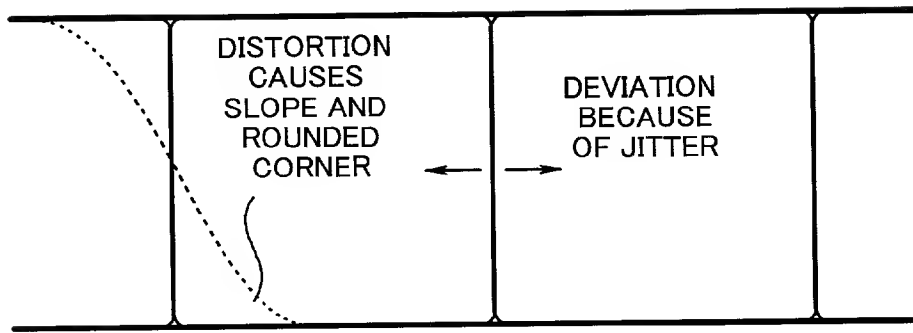 DISTORTION
CAUSES
SLOPE AND
ROUNDED
CORNER
DEVIATION
BECAUSE
OF JITTER